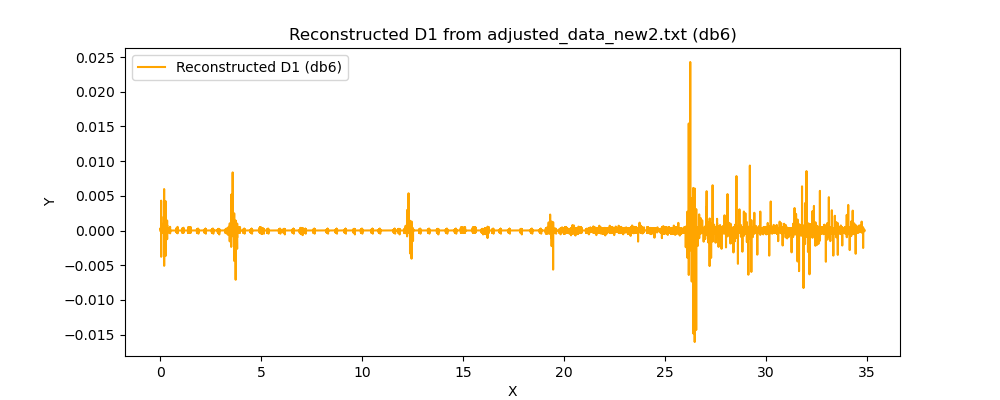 Reconstructed D1 from adjusted_data_new2.txt (db6)
Reconstructed D1 (db6)
0.025
0.020
0.015
0.010
0.005
0.000
−0.005
−0.010
−0.015
Y
0 5 10 15 20 25 30 35
X